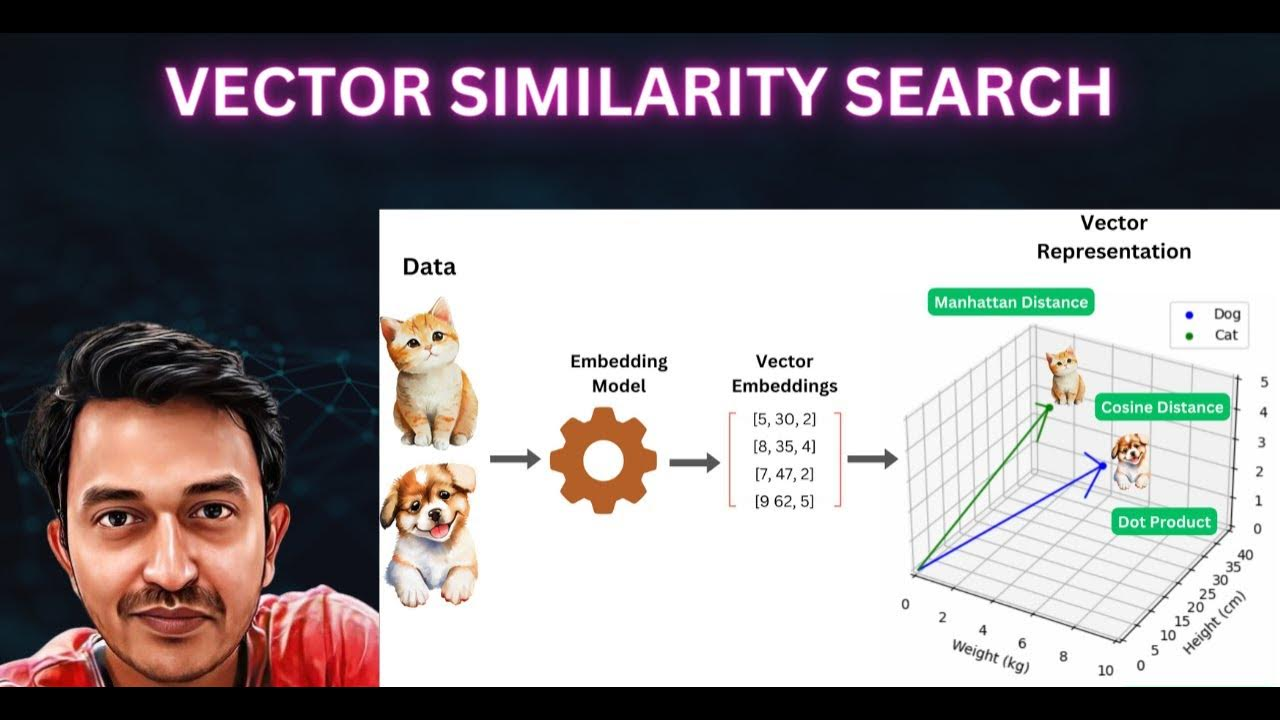 VECTOR SIMILARITY SEARCH
Data
Embedding
Model
Vector
Embeddings
[5, 30, 2]
[8, 35, 4]
[7, 47, 2]
[9 62, 5]
Vector
Representation
Manhattan Distance
Dog
Cat
Cosine Distance
Dot Product
5
4
3
2
1
0
40
35
30
25
20
15
10
5
0
Height (cm)
0
2
4
6
8
10
Weight (kg)